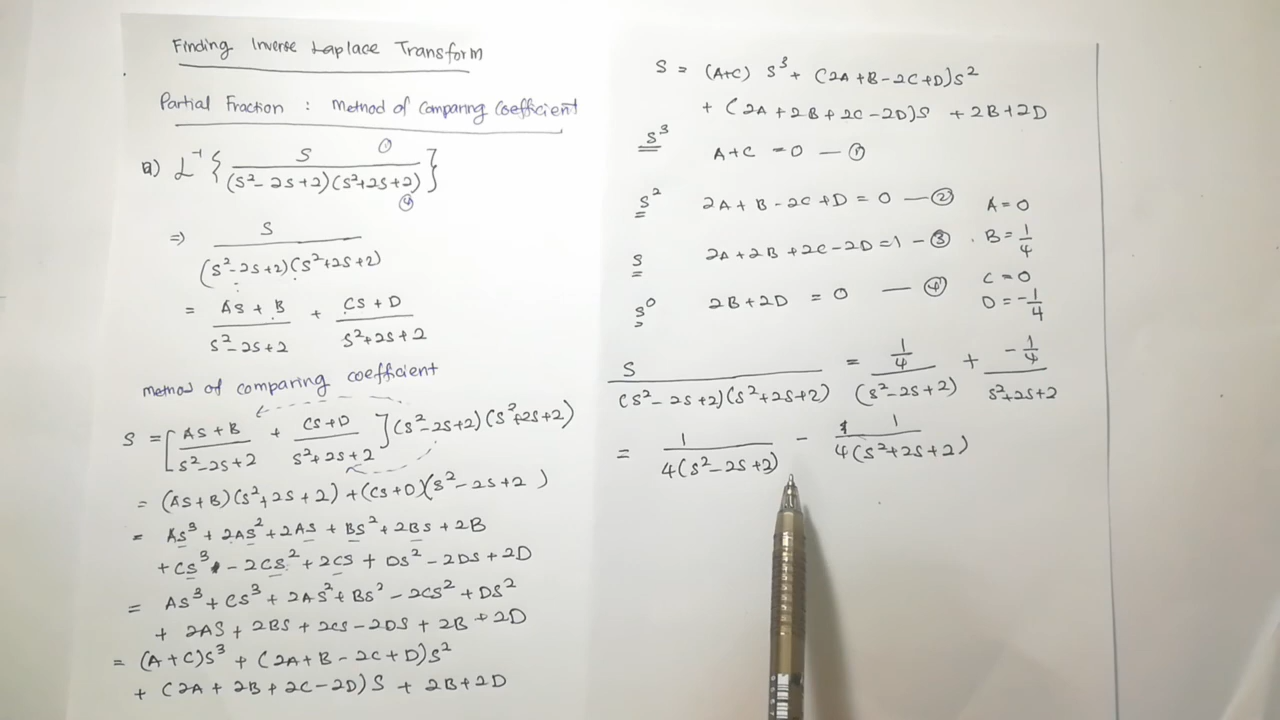 Finding Inverse Laplace Transform
Partial Fraction : Method of Comparing Coefficient
a) L⁻¹ { S / (S² - 2S + 2)(S² + 2S + 2) }
⇒ S / (S² - 2S + 2)(S² + 2S + 2)
= AS + B / S² - 2S + 2 + CS + D / S² + 2S + 2
method of comparing coefficient
S = [ AS + B / S² - 2S + 2 + CS + D / S² + 2S + 2 ] (S² - 2S + 2)(S² + 2S + 2)
= (AS + B)(S² + 2S + 2) + (CS + D)(S² - 2S + 2)
= AS³ + 2AS² + 2AS + BS² + 2BS + 2B
+ CS³ - 2CS² + 2CS + DS² - 2DS + 2D
= AS³ + CS³ + 2AS² + BS² - 2CS² + DS²
+ 2AS + 2BS + 2CS - 2DS + 2B + 2D
= (A + C)S³ + (2A + B - 2C + D)S²
+ (2A + 2B + 2C - 2D)S + 2B + 2D
S = (A+C) S³ + (2A + B - 2C + D)S²
+ (2A + 2B + 2C - 2D)S + 2B + 2D
S³ A + C = 0 — ①
S² 2A + B - 2C + D = 0 — ②
S 2A + 2B + 2C - 2D = 1 — ③
S⁰ 2B + 2D = 0 — ④
A = 0
B = 1/4
C = 0
D = -1/4
S / (S² - 2S + 2)(S² + 2S + 2) = 1/4 / (S² - 2S + 2) + -1/4 / S² + 2S + 2
= 1 / 4(S² - 2S + 2) - 1 / 4(S² + 2S + 2)